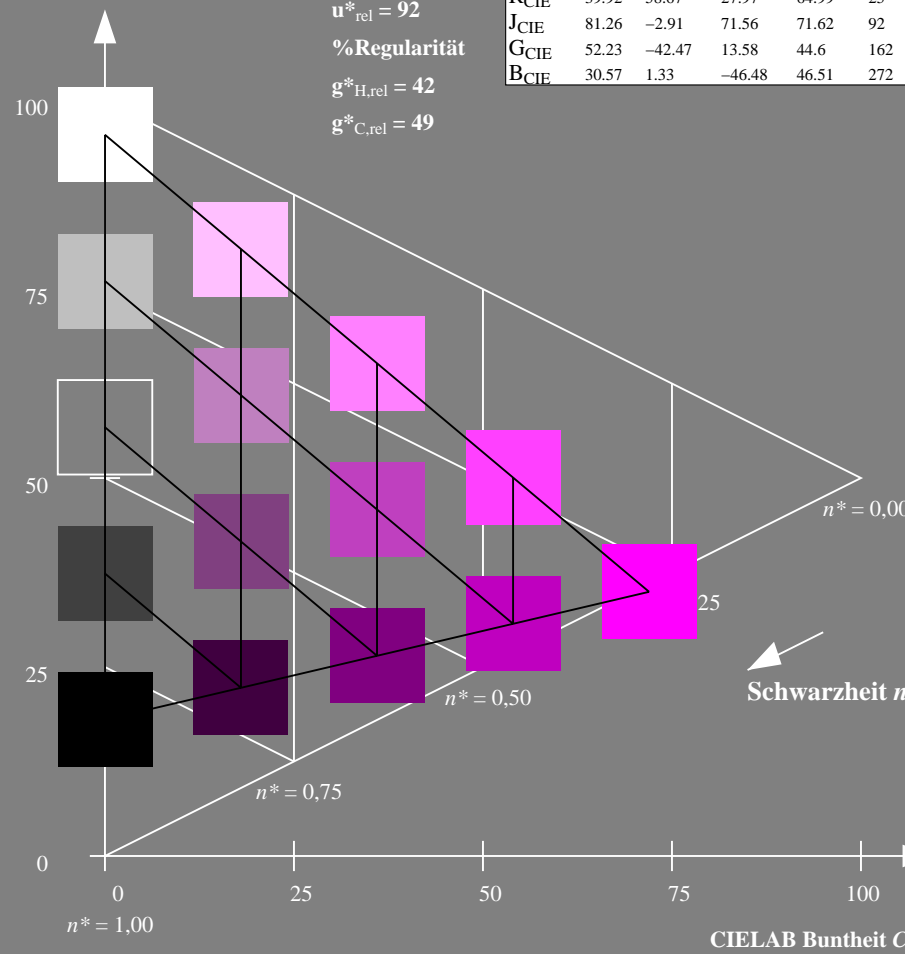 u*rel = 92
%Regularität
g*H,rel = 42
g*C,rel = 49
JCIE 81.26 −2.91 71.56 71.62 92
GCIE 52.23 −42.47 13.58 44.6 162
BCIE 30.57 1.33 −46.48 46.51 272
100
75
50
25
0
n* = 0,00
25
n* = 0,50
Schwarzheit n
n* = 0,75
0 25 50 75 100
n* = 1,00
CIELAB Buntheit C